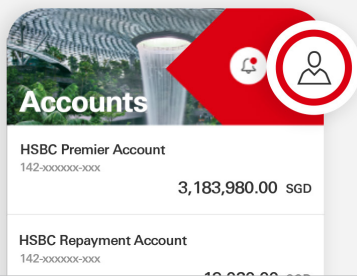 Accounts
HSBC Premier Account
142-xxxxxx-xxx
3,183,980.00 SGD
HSBC Repayment Account
142-xxxxxx-xxx